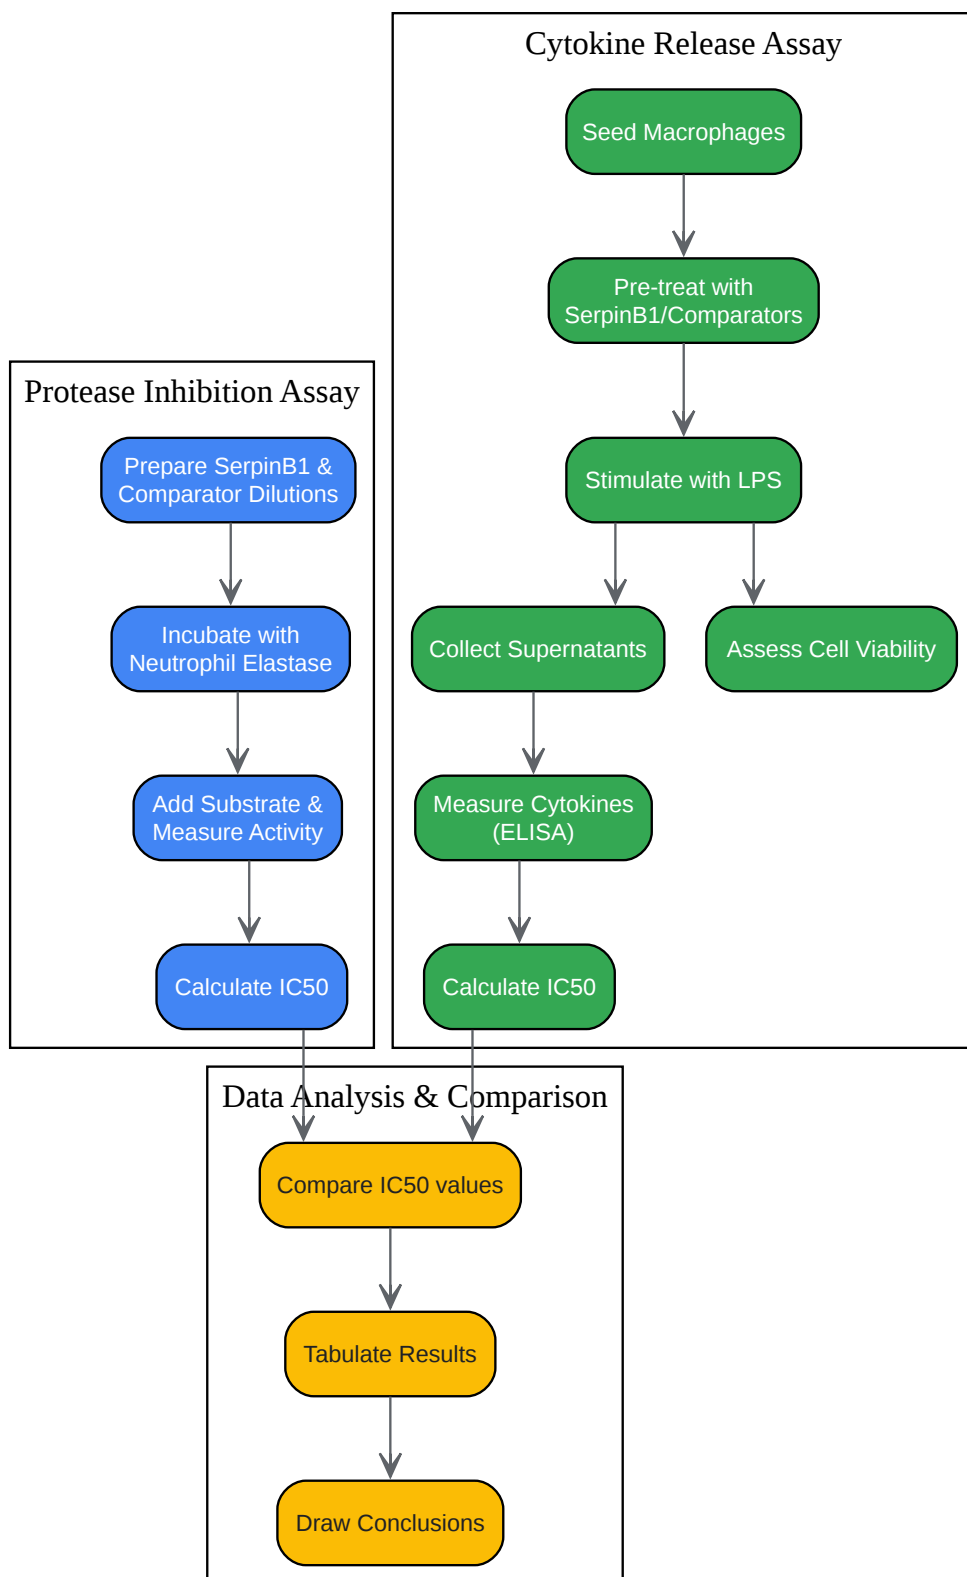 Cytokine Release Assay
Seed Macrophages
Pre-treat with
SerpinB1/Comparators
Stimulate with LPS
Collect Supernatants
Assess Cell Viability
Measure Cytokines
(ELISA)
Calculate IC50
Protease Inhibition Assay
Prepare SerpinB1 &
Comparator Dilutions
Incubate with
Neutrophil Elastase
Add Substrate &
Measure Activity
Calculate IC50
Data Analysis & Comparison
Compare IC50 values
Tabulate Results
Draw Conclusions